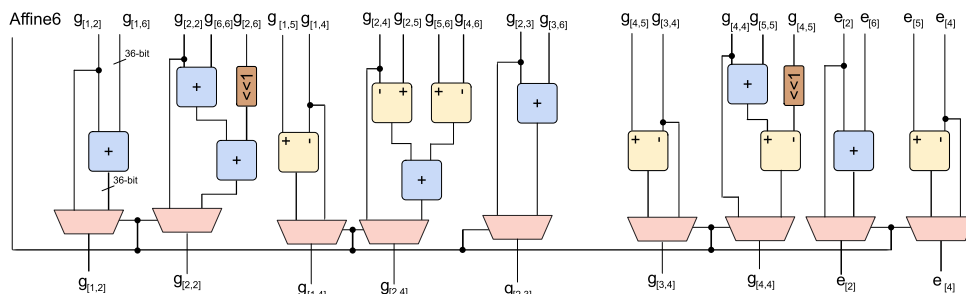 Affine6 g[1,2] g[1,6] g[2,2] g[6,6] g[2,6] g[1,5] g[1,4] g[2,4] g[2,5] g[5,6] g[4,6] g[2,3] g[3,6] g[4,5] g[3,4] g[4,4] g[5,5] g[4,5] e[2] e[6] e[5] e[4]
36-bit
+ <<1 - + + - + <<1
+ + - + + - + + -
+ + -
36-bit
+
g[1,2] g[2,2] g[1,4] g[2,4] g[2,3] g[3,4] g[4,4] e[2] e[4]